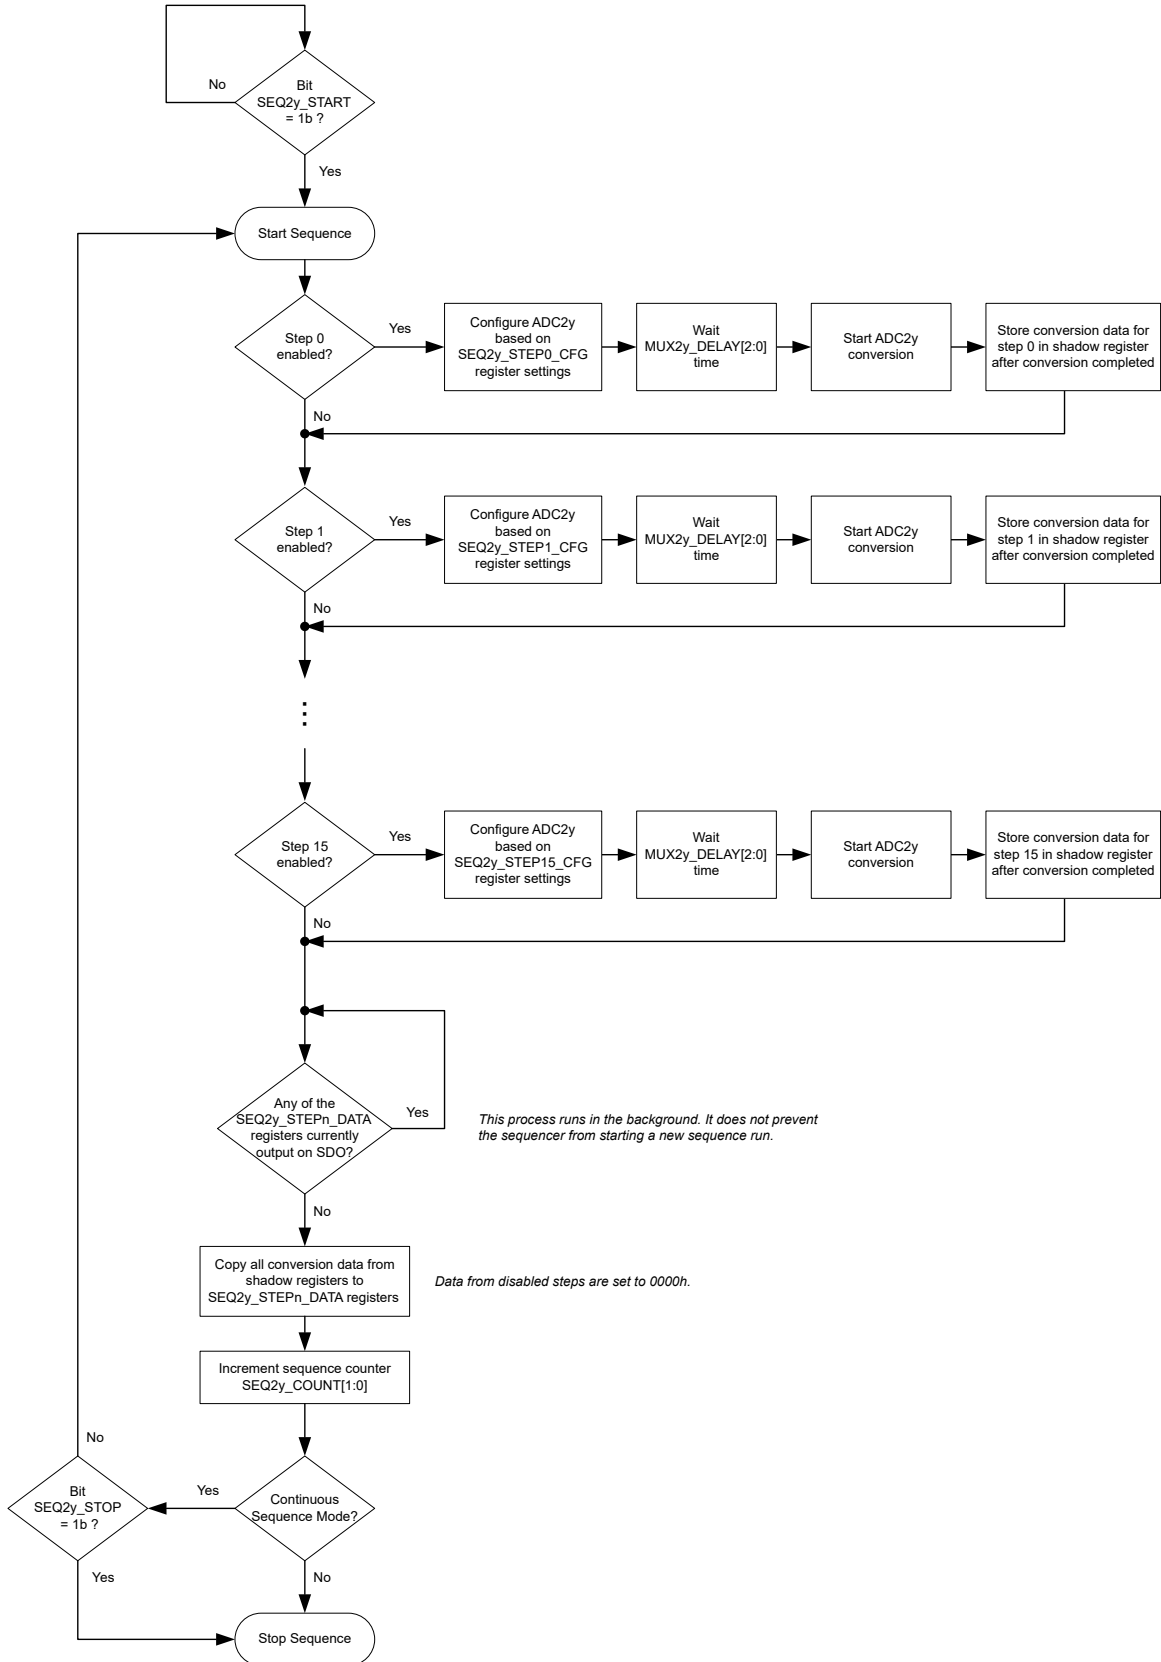 No
Bit
SEQ2y_START
= 1b ?
Yes
Start Sequence
Step 0
enabled?
Yes
Configure ADC2y
based on
SEQ2y_STEP0_CFG
register settings
Wait
MUX2y_DELAY[2:0]
time
Start ADC2y
conversion
Store conversion data for
step 0 in shadow register
after conversion completed
No
Step 1
enabled?
Yes
Configure ADC2y
based on
SEQ2y_STEP1_CFG
register settings
Wait
MUX2y_DELAY[2:0]
time
Start ADC2y
conversion
Store conversion data for
step 1 in shadow register
after conversion completed
No
⋮
Step 15
enabled?
Yes
Configure ADC2y
based on
SEQ2y_STEP15_CFG
register settings
Wait
MUX2y_DELAY[2:0]
time
Start ADC2y
conversion
Store conversion data for
step 15 in shadow register
after conversion completed
No
Any of the
SEQ2y_STEPn_DATA
registers currently
output on SDO?
Yes
This process runs in the background. It does not prevent
the sequencer from starting a new sequence run.
No
Copy all conversion data from
shadow registers to
SEQ2y_STEPn_DATA registers
Data from disabled steps are set to 0000h.
Increment sequence counter
SEQ2y_COUNT[1:0]
No
Bit
SEQ2y_STOP
= 1b ?
Yes
Continuous
Sequence Mode?
Yes
No
Stop Sequence